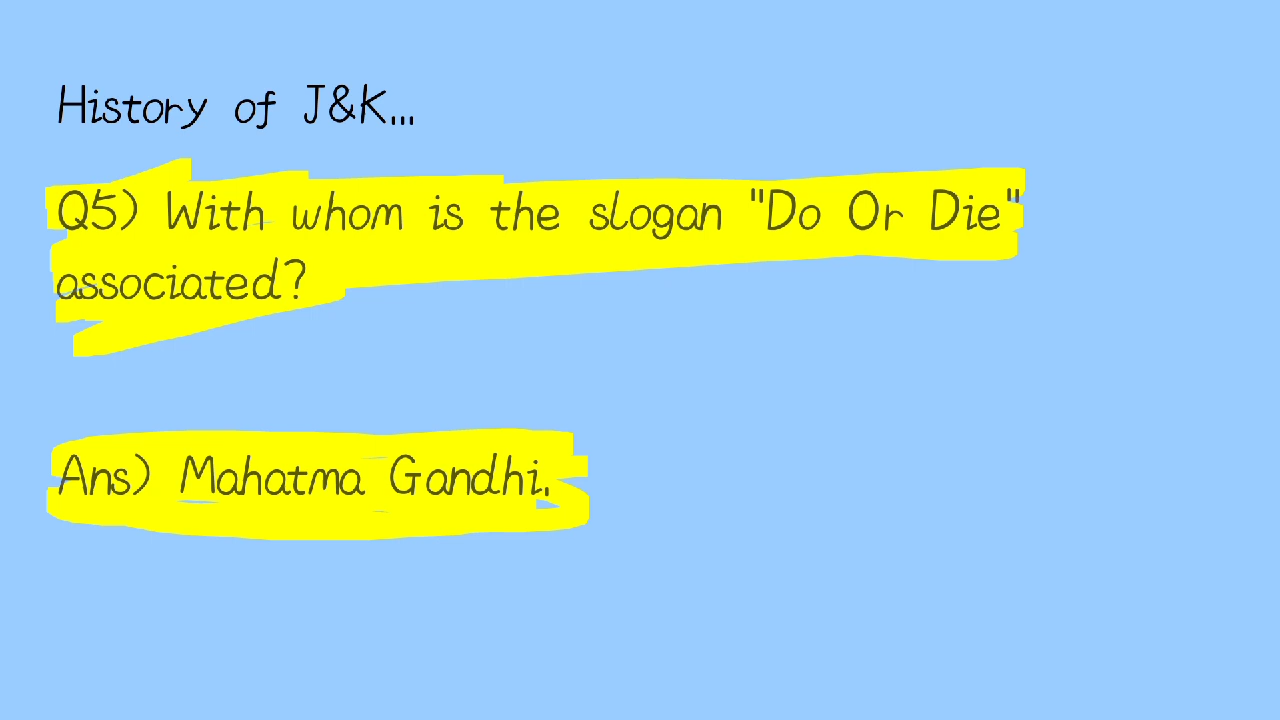 History of J&K...
Q5) With whom is the slogan "Do Or Die"
associated?
Ans) Mahatma Gandhi.